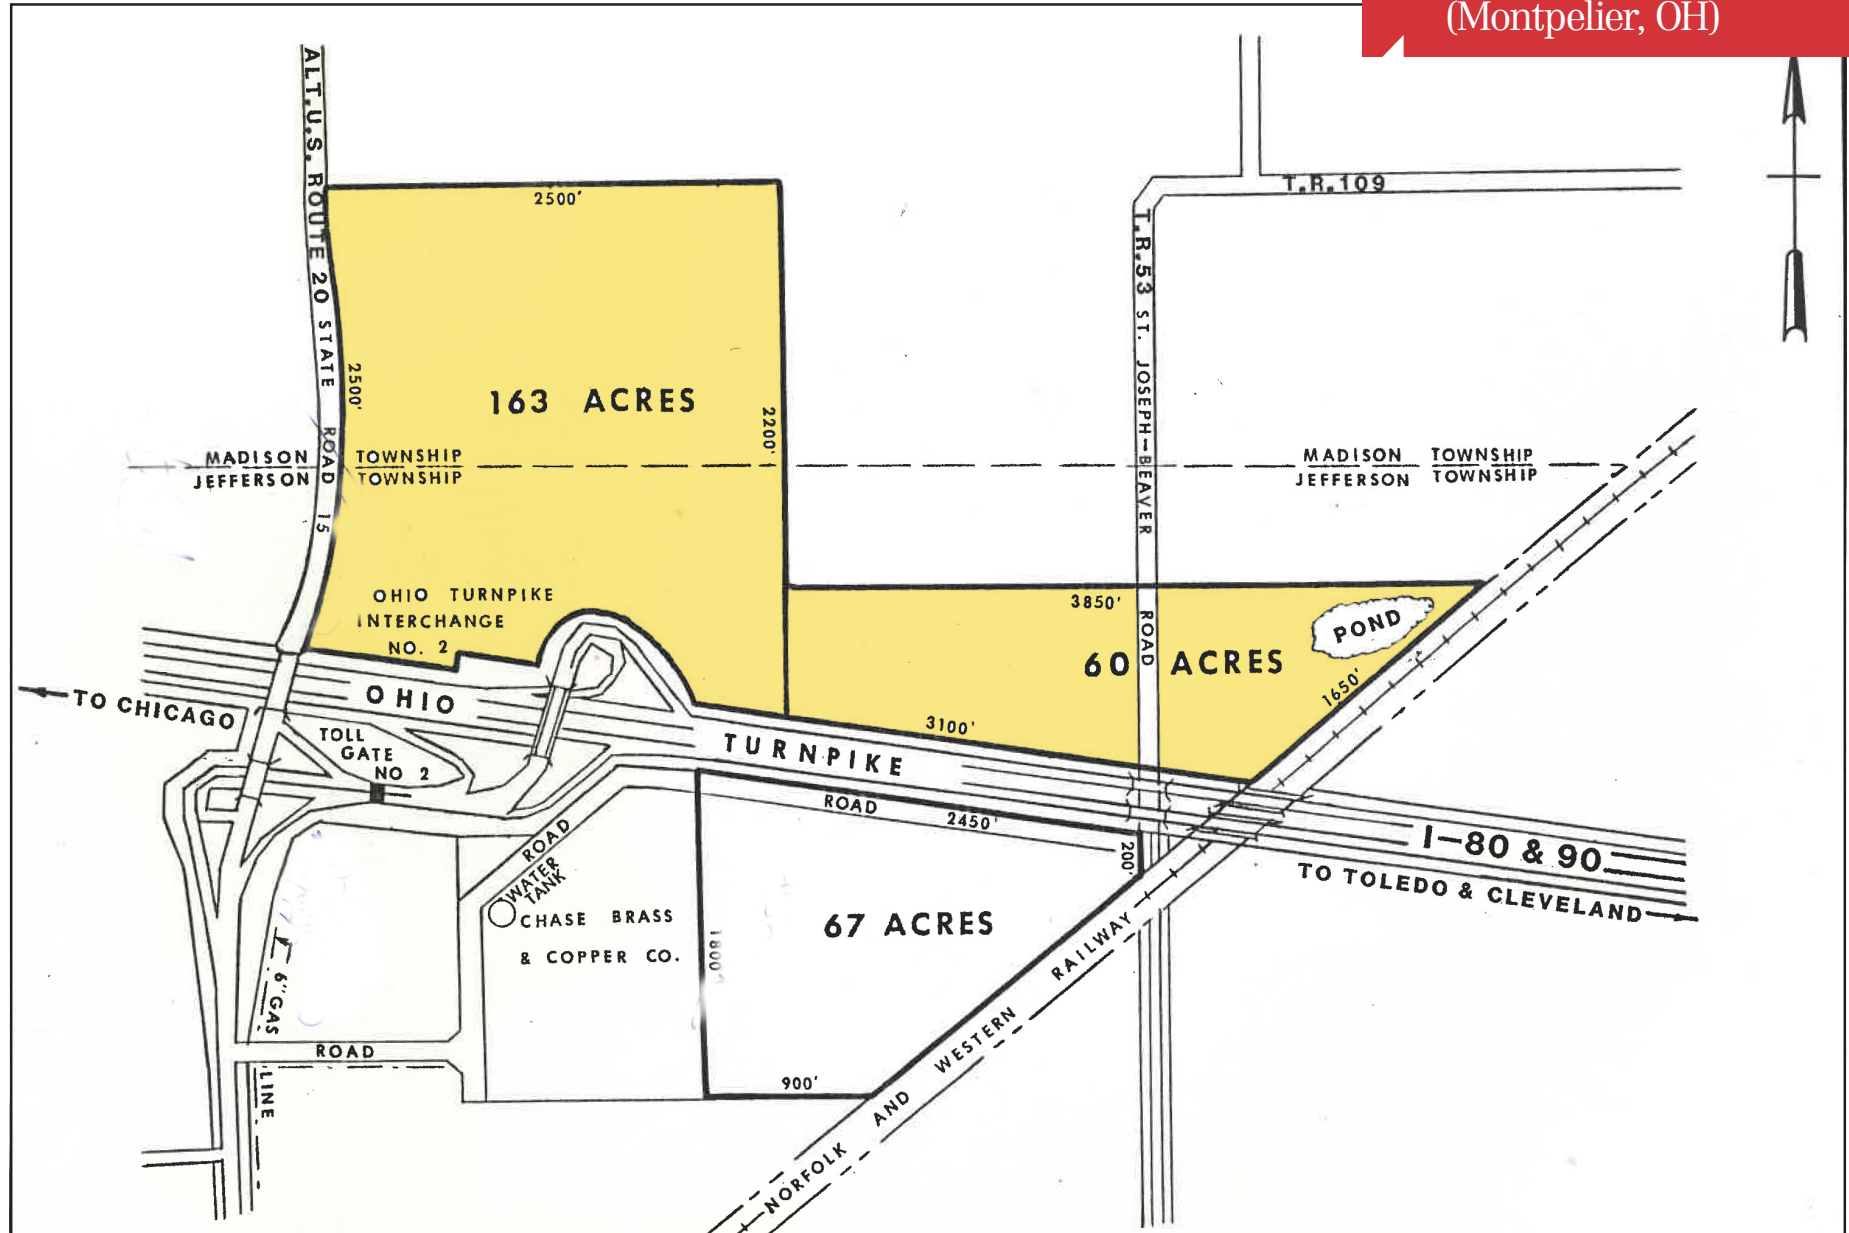 (Montpelier, OH)
ALT. U.S. ROUTE 20 STATE ROAD 15
2500'
T.R.109
T.R.53 ST. JOSEPH-BEAVER ROAD
2500'
163 ACRES
2200'
MADISON TOWNSHIP
JEFFERSON TOWNSHIP
MADISON TOWNSHIP
JEFFERSON TOWNSHIP
OHIO TURNPIKE
INTERCHANGE
NO. 2
3850'
POND
60 ACRES
1650'
TO CHICAGO
OHIO TURNPIKE
3100'
TOLL
GATE
NO 2
ROAD
2450'
200'
I-80 & 90
TO TOLEDO & CLEVELAND
ROAD
WATER
TANK
CHASE BRASS
& COPPER CO.
67 ACRES
1800'
6" GAS LINE
ROAD
900'
NORFOLK AND WESTERN RAILWAY